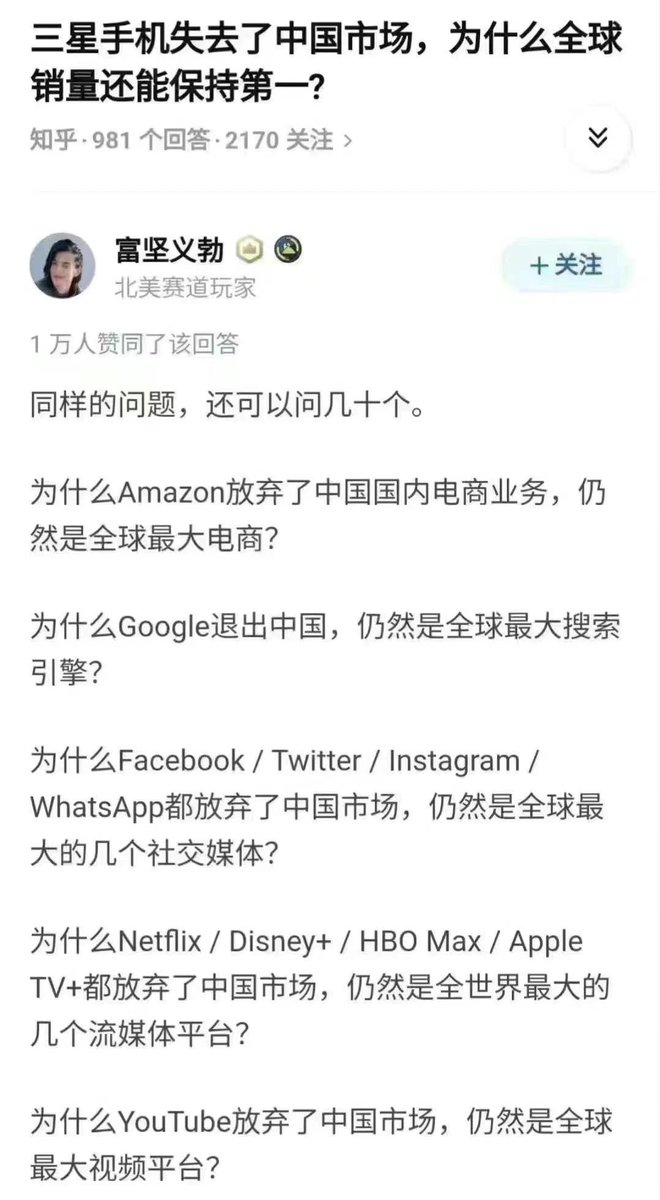 三星手机失去了中国市场，为什么全球
销量还能保持第一?
知乎·981 个回答·2170 关注 >
富坚义勃
北美赛道玩家
+关注
1 万人赞同了该回答
同样的问题，还可以问几十个。
为什么Amazon放弃了中国国内电商业务，仍
然是全球最大电商?
为什么Google退出中国，仍然是全球最大搜索
引擎?
为什么Facebook / Twitter / Instagram /
WhatsApp都放弃了中国市场，仍然是全球最
大的几个社交媒体?
为什么Netflix / Disney+ / HBO Max / Apple
TV+都放弃了中国市场，仍然是全世界最大的
几个流媒体平台?
为什么YouTube放弃了中国市场，仍然是全球
最大视频平台?